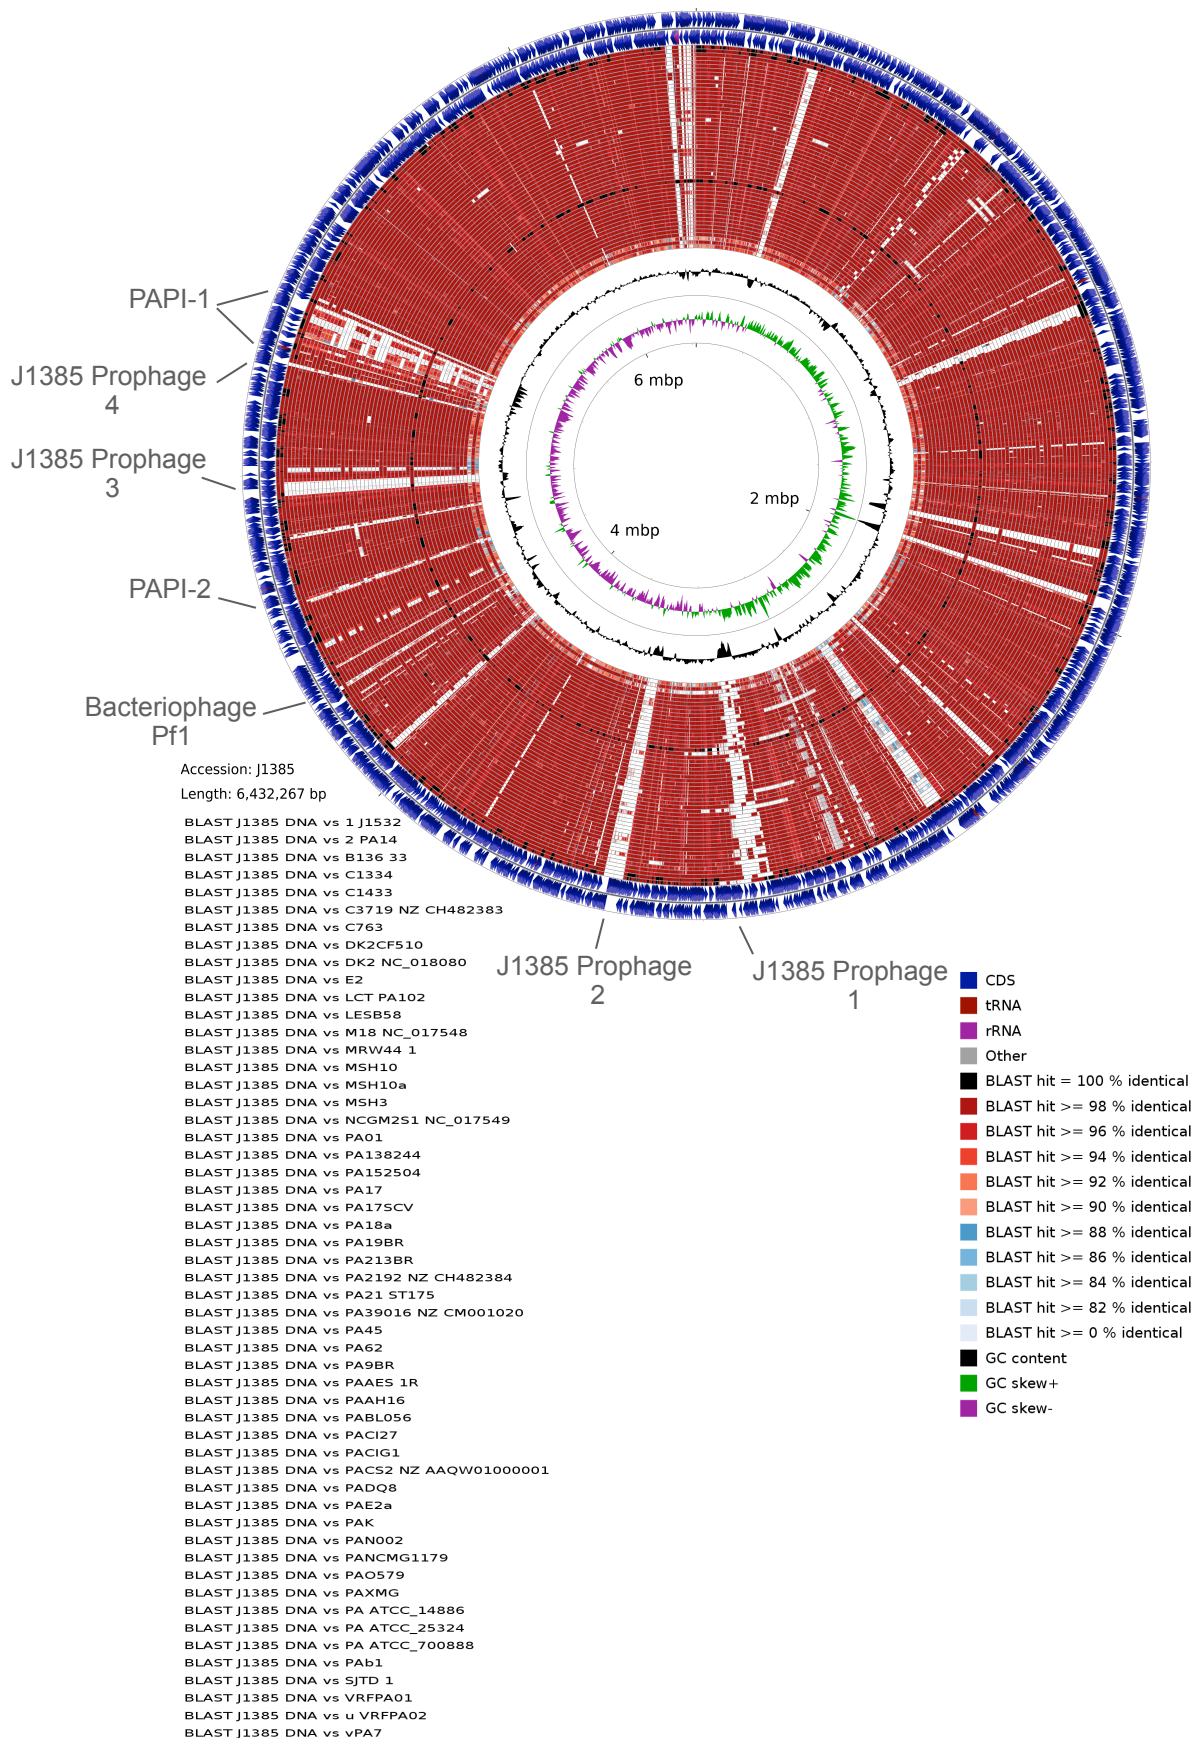 6 mbp
2 mbp
4 mbp
PAPI-1
J1385 Prophage
4
J1385 Prophage
3
PAPI-2
Bacteriophage
Pf1
J1385 Prophage
2
J1385 Prophage
1
Accession: J1385
Length: 6,432,267 bp
BLAST J1385 DNA vs 1 J1532
BLAST J1385 DNA vs 2 PA14
BLAST J1385 DNA vs B136 33
BLAST J1385 DNA vs C1334
BLAST J1385 DNA vs C1433
BLAST J1385 DNA vs C3719 NZ CH482383
BLAST J1385 DNA vs C763
BLAST J1385 DNA vs DK2CF510
BLAST J1385 DNA vs DK2 NC_018080
BLAST J1385 DNA vs E2
BLAST J1385 DNA vs LCT PA102
BLAST J1385 DNA vs LESB58
BLAST J1385 DNA vs M18 NC_017548
BLAST J1385 DNA vs MRW44 1
BLAST J1385 DNA vs MSH10
BLAST J1385 DNA vs MSH10a
BLAST J1385 DNA vs MSH3
BLAST J1385 DNA vs NCGM2S1 NC_017549
BLAST J1385 DNA vs PA01
BLAST J1385 DNA vs PA138244
BLAST J1385 DNA vs PA152504
BLAST J1385 DNA vs PA17
BLAST J1385 DNA vs PA17SCV
BLAST J1385 DNA vs PA18a
BLAST J1385 DNA vs PA19BR
BLAST J1385 DNA vs PA213BR
BLAST J1385 DNA vs PA2192 NZ CH482384
BLAST J1385 DNA vs PA21 ST175
BLAST J1385 DNA vs PA39016 NZ CM001020
BLAST J1385 DNA vs PA45
BLAST J1385 DNA vs PA62
BLAST J1385 DNA vs PA9BR
BLAST J1385 DNA vs PAAES 1R
BLAST J1385 DNA vs PAAH16
BLAST J1385 DNA vs PABL056
BLAST J1385 DNA vs PACI27
BLAST J1385 DNA vs PACIG1
BLAST J1385 DNA vs PACS2 NZ AAQW01000001
BLAST J1385 DNA vs PADQ8
BLAST J1385 DNA vs PAE2a
BLAST J1385 DNA vs PAK
BLAST J1385 DNA vs PAN002
BLAST J1385 DNA vs PANCMG1179
BLAST J1385 DNA vs PAO579
BLAST J1385 DNA vs PAXMG
BLAST J1385 DNA vs PA ATCC_14886
BLAST J1385 DNA vs PA ATCC_25324
BLAST J1385 DNA vs PA ATCC_700888
BLAST J1385 DNA vs PAb1
BLAST J1385 DNA vs SJTD 1
BLAST J1385 DNA vs VRFPA01
BLAST J1385 DNA vs u VRFPA02
BLAST J1385 DNA vs vPA7
CDS
tRNA
rRNA
Other
BLAST hit = 100 % identical
BLAST hit >= 98 % identical
BLAST hit >= 96 % identical
BLAST hit >= 94 % identical
BLAST hit >= 92 % identical
BLAST hit >= 90 % identical
BLAST hit >= 88 % identical
BLAST hit >= 86 % identical
BLAST hit >= 84 % identical
BLAST hit >= 82 % identical
BLAST hit >= 0 % identical
GC content
GC skew+
GC skew-